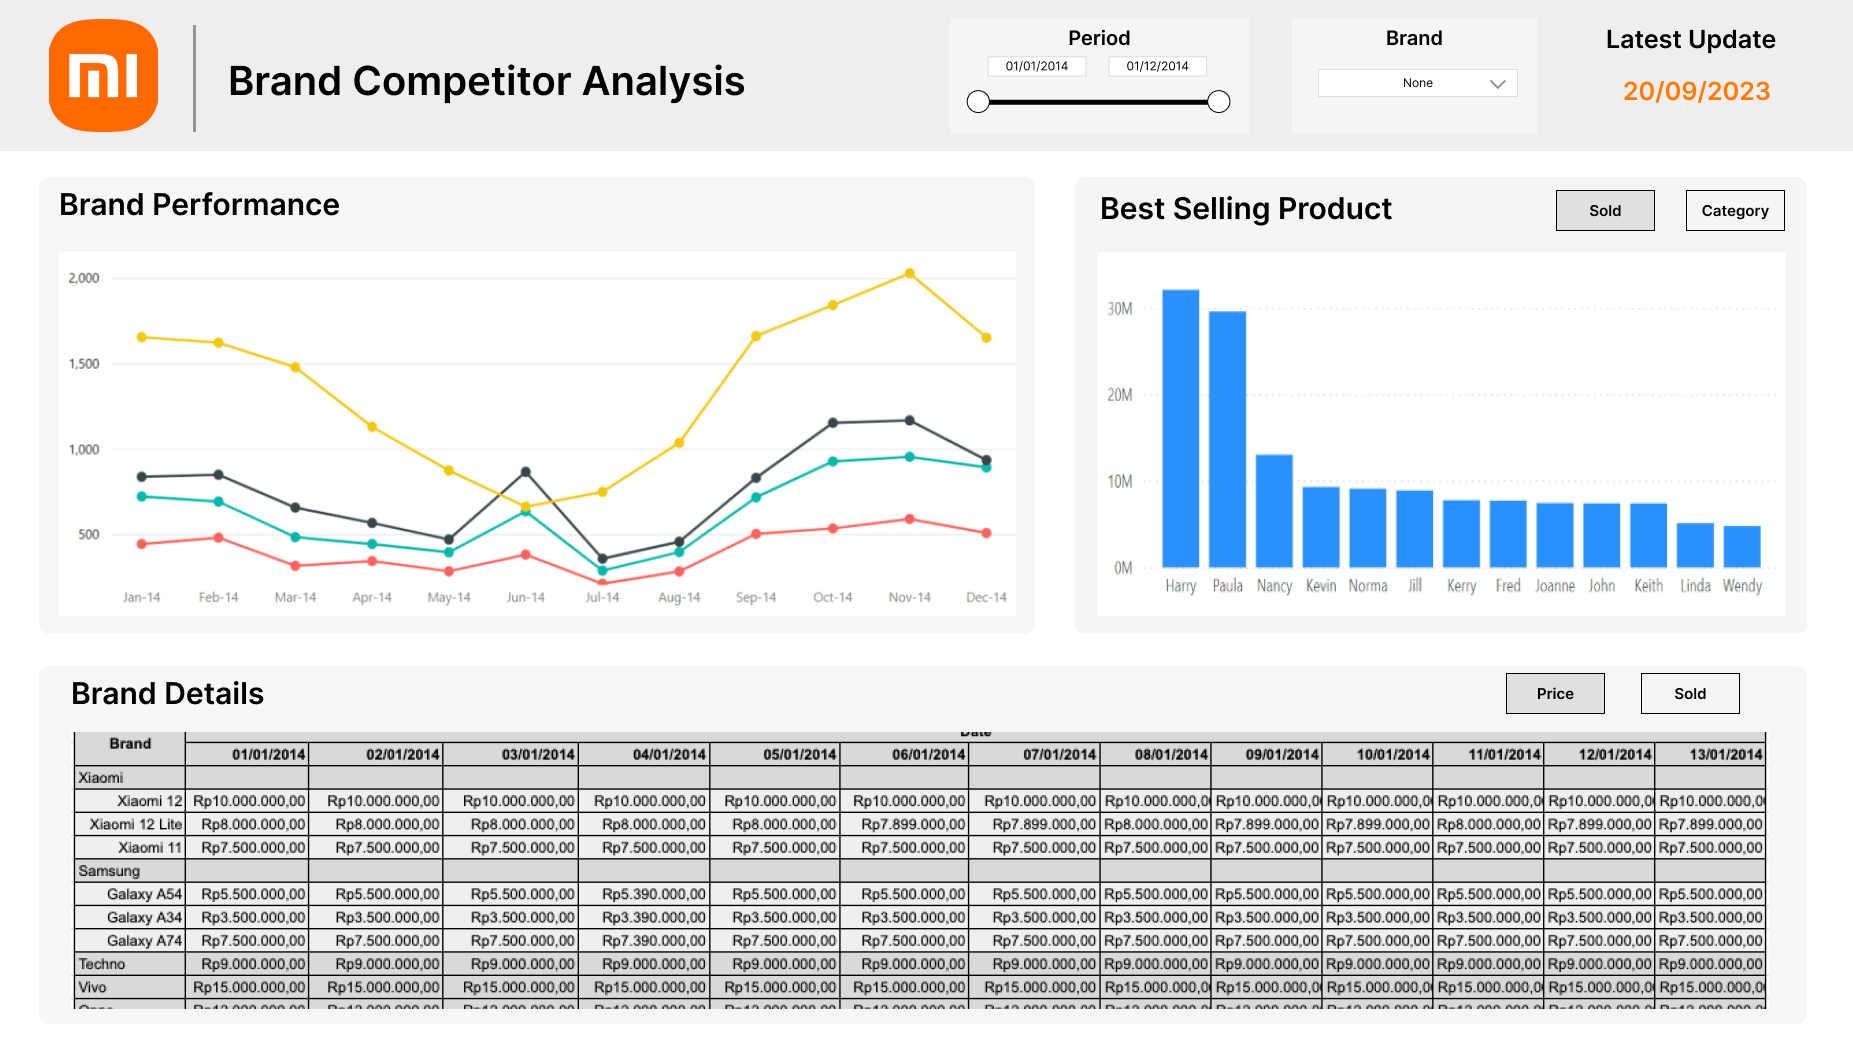 mi
Brand Competitor Analysis
Period
01/01/2014 01/12/2014
Brand
None
Latest Update
20/09/2023
Brand Performance
2,000
1,500
1,000
500
Jan-14 Feb-14 Mar-14 Apr-14 May-14 Jun-14 Jul-14 Aug-14 Sep-14 Oct-14 Nov-14 Dec-14
Best Selling Product
Sold Category
30M
20M
10M
0M
Harry Paula Nancy Kevin Norma Jill Kerry Fred Joanne John Keith Linda Wendy
Brand Details
Price Sold
Date
Brand 01/01/2014 02/01/2014 03/01/2014 04/01/2014 05/01/2014 06/01/2014 07/01/2014 08/01/2014 09/01/2014 10/01/2014 11/01/2014 12/01/2014 13/01/2014
Xiaomi
Xiaomi 12 Rp10.000.000,00 Rp10.000.000,00 Rp10.000.000,00 Rp10.000.000,00 Rp10.000.000,00 Rp10.000.000,00 Rp10.000.000,00 Rp10.000.000,0 Rp10.000.000,0 Rp10.000.000,0 Rp10.000.000,0 Rp10.000.000,0 Rp10.000.000,0
Xiaomi 12 Lite Rp8.000.000,00 Rp8.000.000,00 Rp8.000.000,00 Rp8.000.000,00 Rp8.000.000,00 Rp7.899.000,00 Rp7.899.000,00 Rp8.000.000,00 Rp7.899.000,00 Rp7.899.000,00 Rp8.000.000,00 Rp7.899.000,00 Rp7.899.000,00
Xiaomi 11 Rp7.500.000,00 Rp7.500.000,00 Rp7.500.000,00 Rp7.500.000,00 Rp7.500.000,00 Rp7.500.000,00 Rp7.500.000,00 Rp7.500.000,00 Rp7.500.000,00 Rp7.500.000,00 Rp7.500.000,00 Rp7.500.000,00 Rp7.500.000,00
Samsung
Galaxy A54 Rp5.500.000,00 Rp5.500.000,00 Rp5.500.000,00 Rp5.390.000,00 Rp5.500.000,00 Rp5.500.000,00 Rp5.500.000,00 Rp5.500.000,00 Rp5.500.000,00 Rp5.500.000,00 Rp5.500.000,00 Rp5.500.000,00 Rp5.500.000,00
Galaxy A34 Rp3.500.000,00 Rp3.500.000,00 Rp3.500.000,00 Rp3.390.000,00 Rp3.500.000,00 Rp3.500.000,00 Rp3.500.000,00 Rp3.500.000,00 Rp3.500.000,00 Rp3.500.000,00 Rp3.500.000,00 Rp3.500.000,00 Rp3.500.000,00
Galaxy A74 Rp7.500.000,00 Rp7.500.000,00 Rp7.500.000,00 Rp7.390.000,00 Rp7.500.000,00 Rp7.500.000,00 Rp7.500.000,00 Rp7.500.000,00 Rp7.500.000,00 Rp7.500.000,00 Rp7.500.000,00 Rp7.500.000,00 Rp7.500.000,00
Techno Rp9.000.000,00 Rp9.000.000,00 Rp9.000.000,00 Rp9.000.000,00 Rp9.000.000,00 Rp9.000.000,00 Rp9.000.000,00 Rp9.000.000,00 Rp9.000.000,00 Rp9.000.000,00 Rp9.000.000,00 Rp9.000.000,00 Rp9.000.000,00
Vivo Rp15.000.000,00 Rp15.000.000,00 Rp15.000.000,00 Rp15.000.000,00 Rp15.000.000,00 Rp15.000.000,00 Rp15.000.000,00 Rp15.000.000,0 Rp15.000.000,0 Rp15.000.000,0 Rp15.000.000,0 Rp15.000.000,0 Rp15.000.000,0